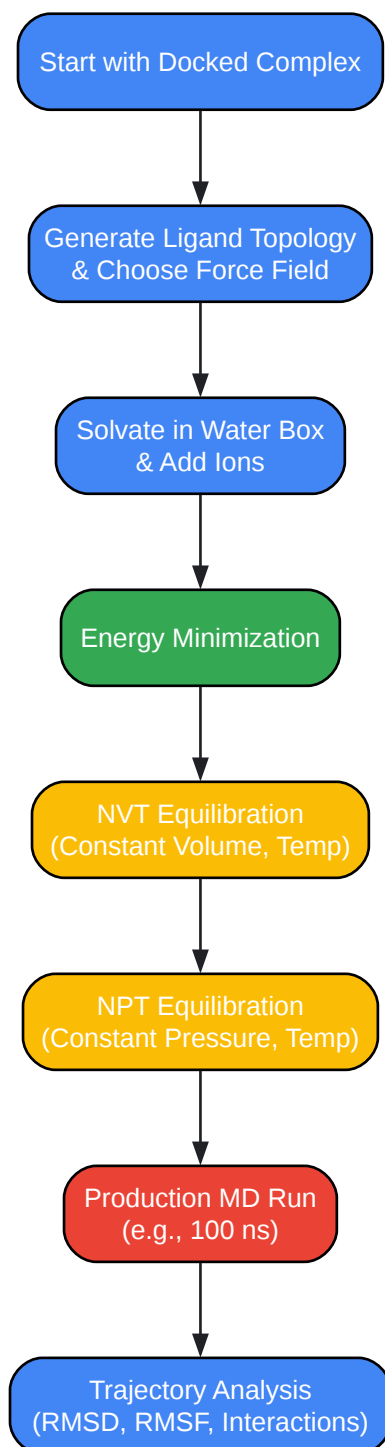 Start with Docked Complex
Generate Ligand Topology
& Choose Force Field
Solvate in Water Box
& Add Ions
Energy Minimization
NVT Equilibration
(Constant Volume, Temp)
NPT Equilibration
(Constant Pressure, Temp)
Production MD Run
(e.g., 100 ns)
Trajectory Analysis
(RMSD, RMSF, Interactions)